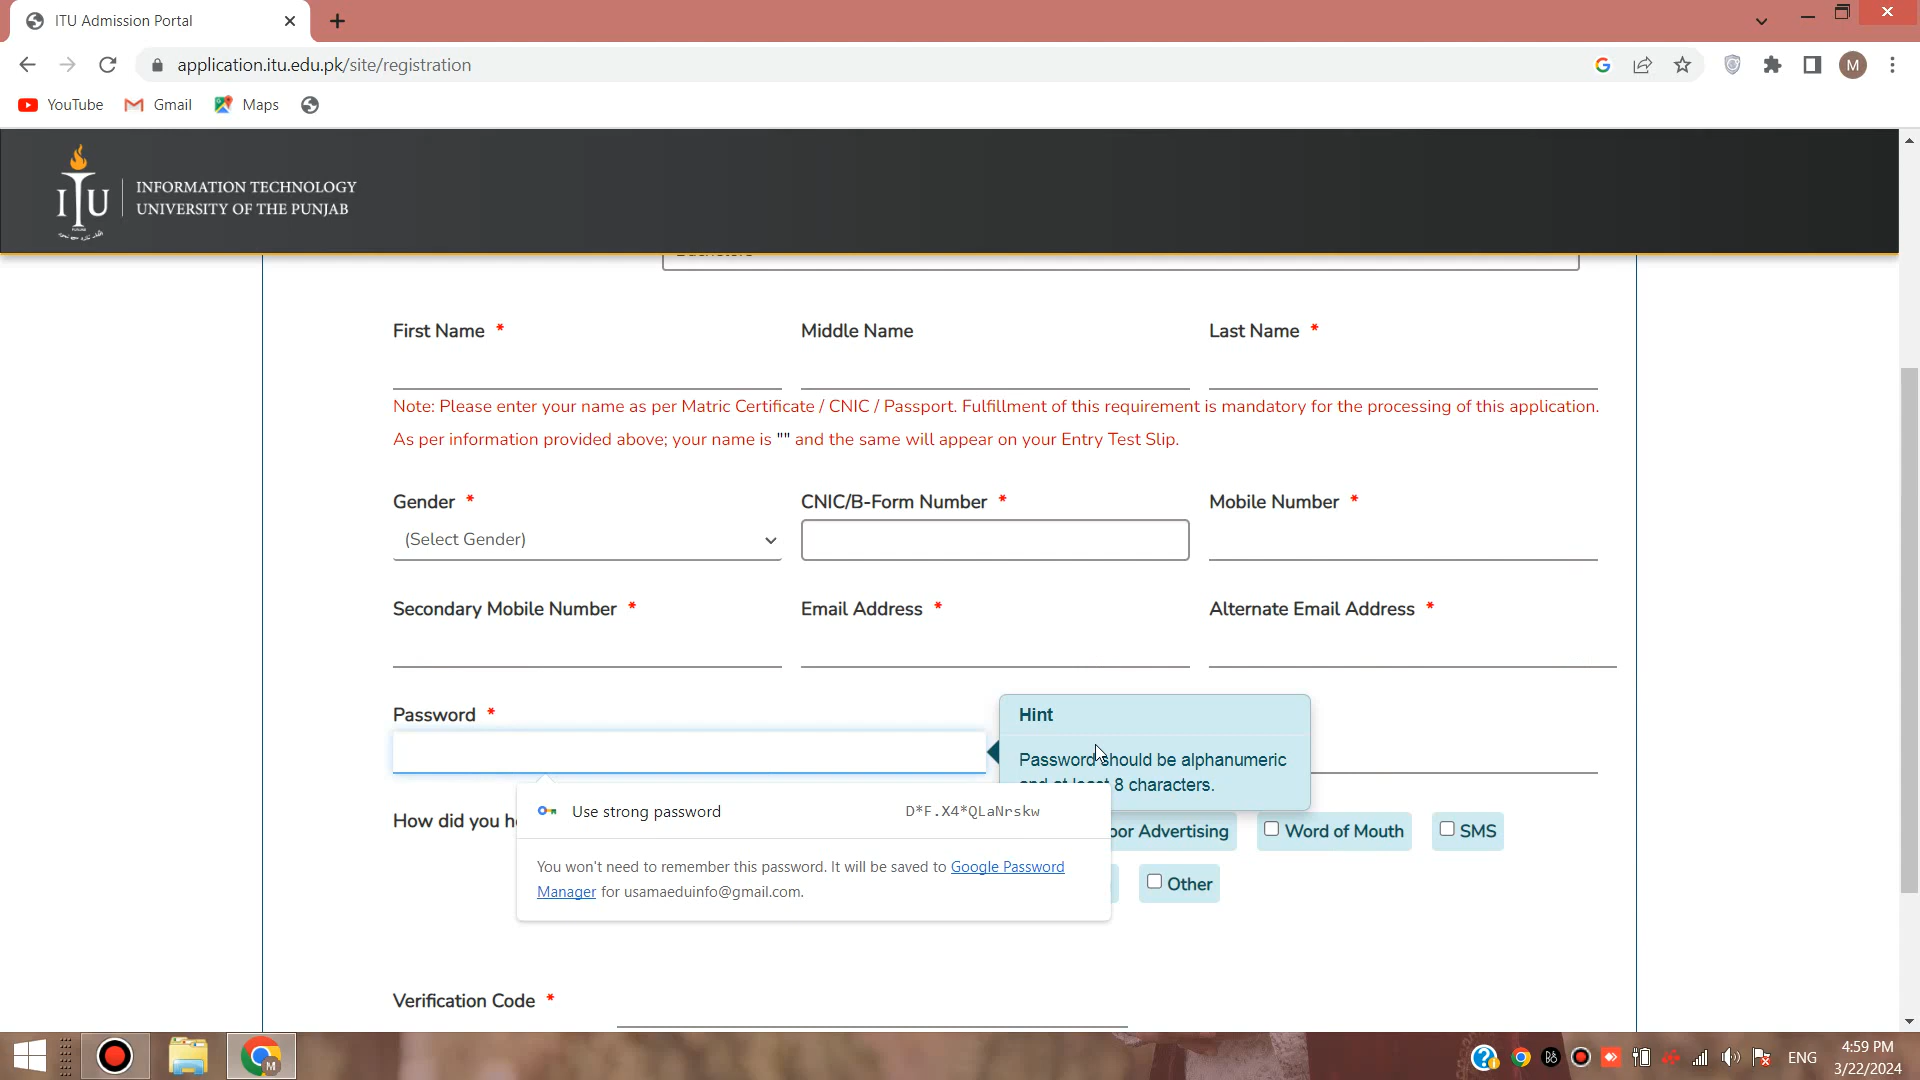 ITU Admission Portal
application.itu.edu.pk/site/registration
M
YouTube
Gmail
Maps
ITU
INFORMATION TECHNOLOGY
UNIVERSITY OF THE PUNJAB
First Name *
Middle Name
Last Name *
Note: Please enter your name as per Matric Certificate / CNIC / Passport. Fulfillment of this requirement is mandatory for the processing of this application.
As per information provided above; your name is "" and the same will appear on your Entry Test Slip.
Gender *
CNIC/B-Form Number *
Mobile Number *
(Select Gender)
Secondary Mobile Number *
Email Address *
Alternate Email Address *
Password *
Hint
Password should be alphanumeric
and at least 8 characters.
Use strong password
D*F.X4*QLaNrskw
How did you h
oor Advertising
Word of Mouth
SMS
You won't need to remember this password. It will be saved to Google Password
Manager for usamaeduinfo@gmail.com.
Other
Verification Code *
M
ENG
4:59 PM
3/22/2024